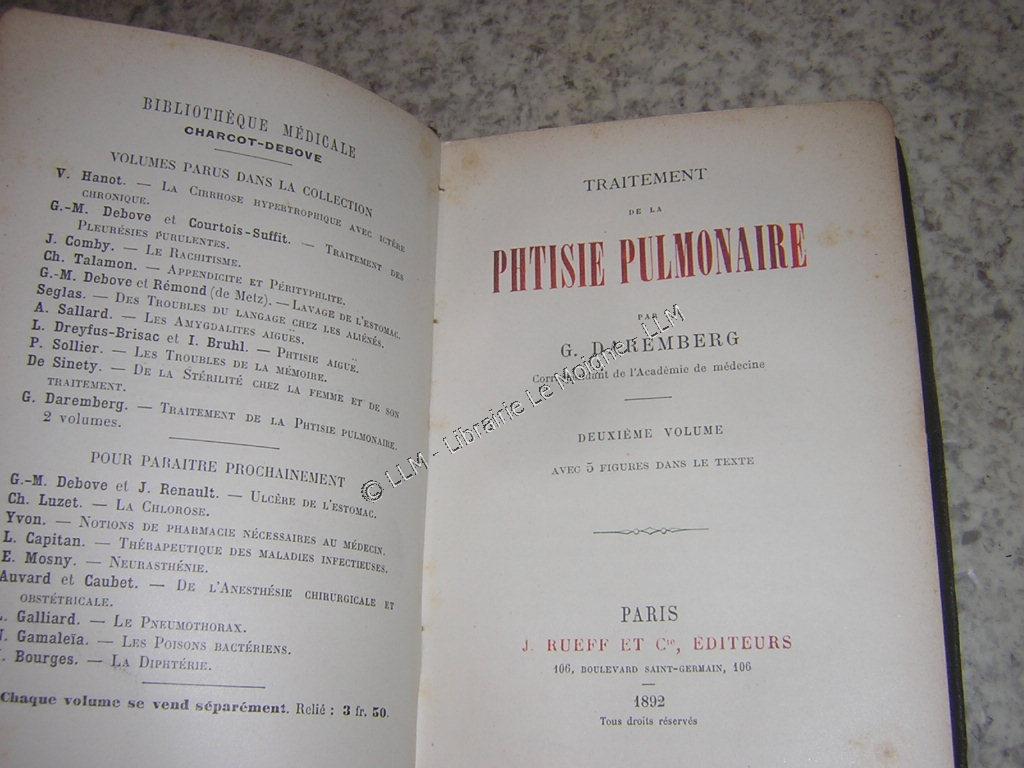 BIBLIOTHÈQUE MÉDICALE
CHARCOT-DEBOVE
VOLUMES PARUS DANS LA COLLECTION
V. Hanot. — La Cirrhose hypertrophique avec ictère
chronique.
G.-M. Debove et Courtois-Suffit. — Traitement des
Pleurésies purulentes.
J. Comby. — Le Rachitisme.
Ch. Talamon. — Appendicite et Pérityphlite.
G.-M. Debove et Rémond (de Metz). — Lavage de l'estomac.
Seglas. — Des Troubles du langage chez les aliénés.
A. Sallard. — Les Amygdalites aiguës.
L. Dreyfus-Brisac et I. Bruhl. — Phtisie aiguë.
P. Sollier. — Les Troubles de la mémoire.
De Sinety. — De la Stérilité chez la femme et de son
traitement.
G. Daremberg. — Traitement de la Phtisie pulmonaire.
2 volumes.
POUR PARAITRE PROCHAINEMENT
G.-M. Debove et J. Renault. — Ulcère de l'estomac.
Ch. Luzet. — La Chlorose.
Yvon. — Notions de pharmacie nécessaires au médecin.
L. Capitan. — Thérapeutique des maladies infectieuses.
E. Mosny. — Neurasthénie.
Auvard et Caubet. — De l'Anesthésie chirurgicale et
obstétricale.
Galliard. — Le Pneumothorax.
Gamaleïa. — Les Poisons bactériens.
Bourges. — La Diphtérie.
Chaque volume se vend séparément. Relié : 3 fr. 50.
TRAITEMENT
DE LA
PHTISIE PULMONAIRE
PAR
G. DAREMBERG
Correspondant de l'Académie de médecine
DEUXIÈME VOLUME
AVEC 5 FIGURES DANS LE TEXTE
PARIS
J. RUEFF ET Cie, ÉDITEURS
106, BOULEVARD SAINT-GERMAIN, 106
1892
Tous droits réservés
© LLM - Librairie Le Moigne - LLM